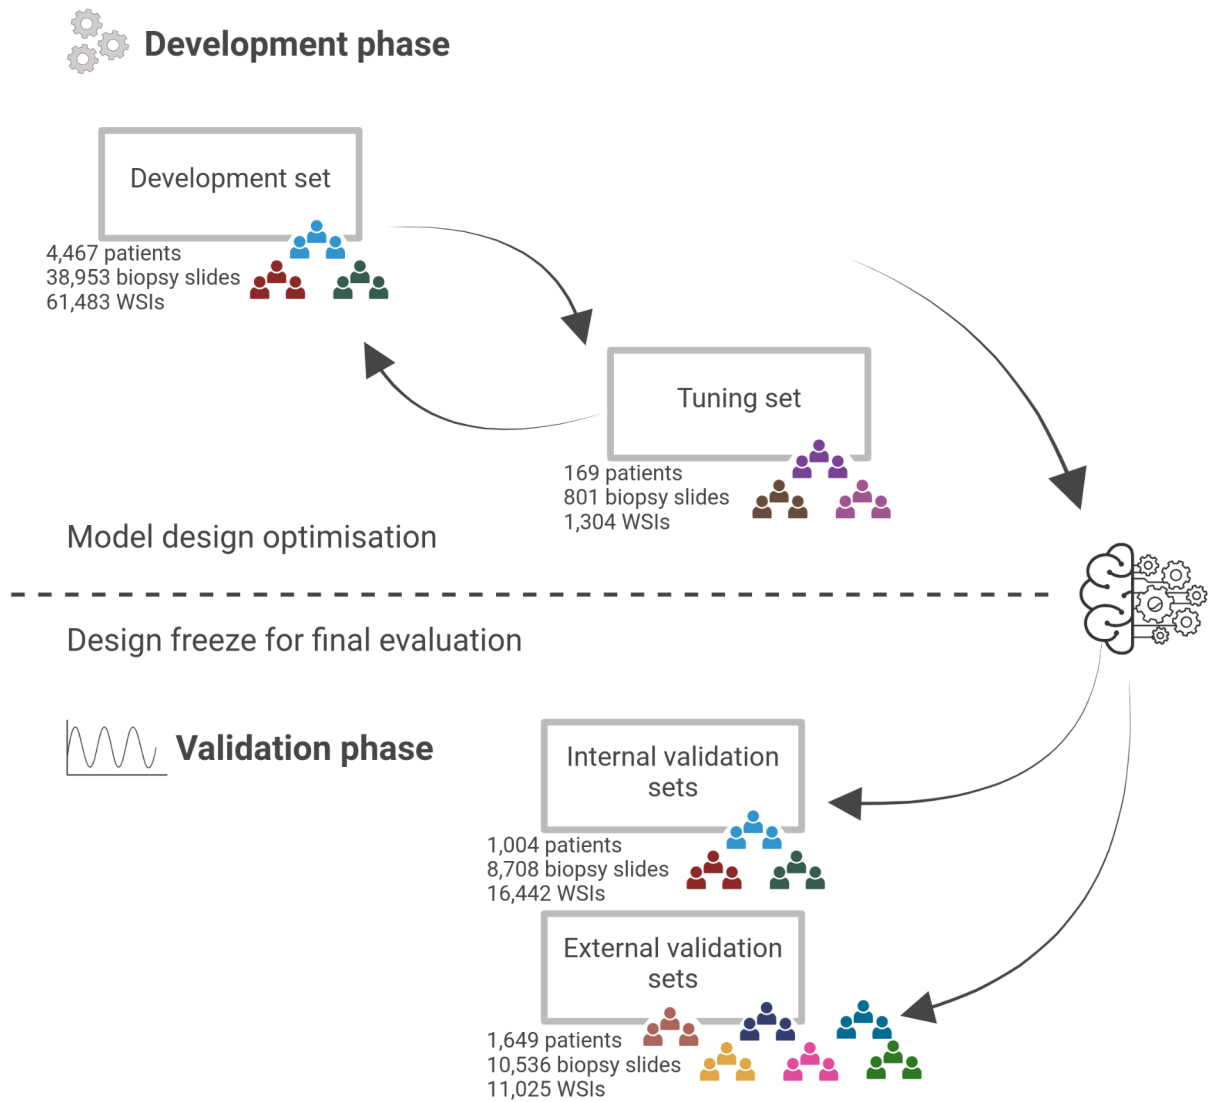 Development phase
Development set
4,467 patients
38,953 biopsy slides
61,483 WSIs
Tuning set
169 patients
801 biopsy slides
1,304 WSIs
Model design optimisation
Design freeze for final evaluation
Validation phase
Internal validation
sets
1,004 patients
8,708 biopsy slides
16,442 WSIs
External validation
sets
1,649 patients
10,536 biopsy slides
11,025 WSIs